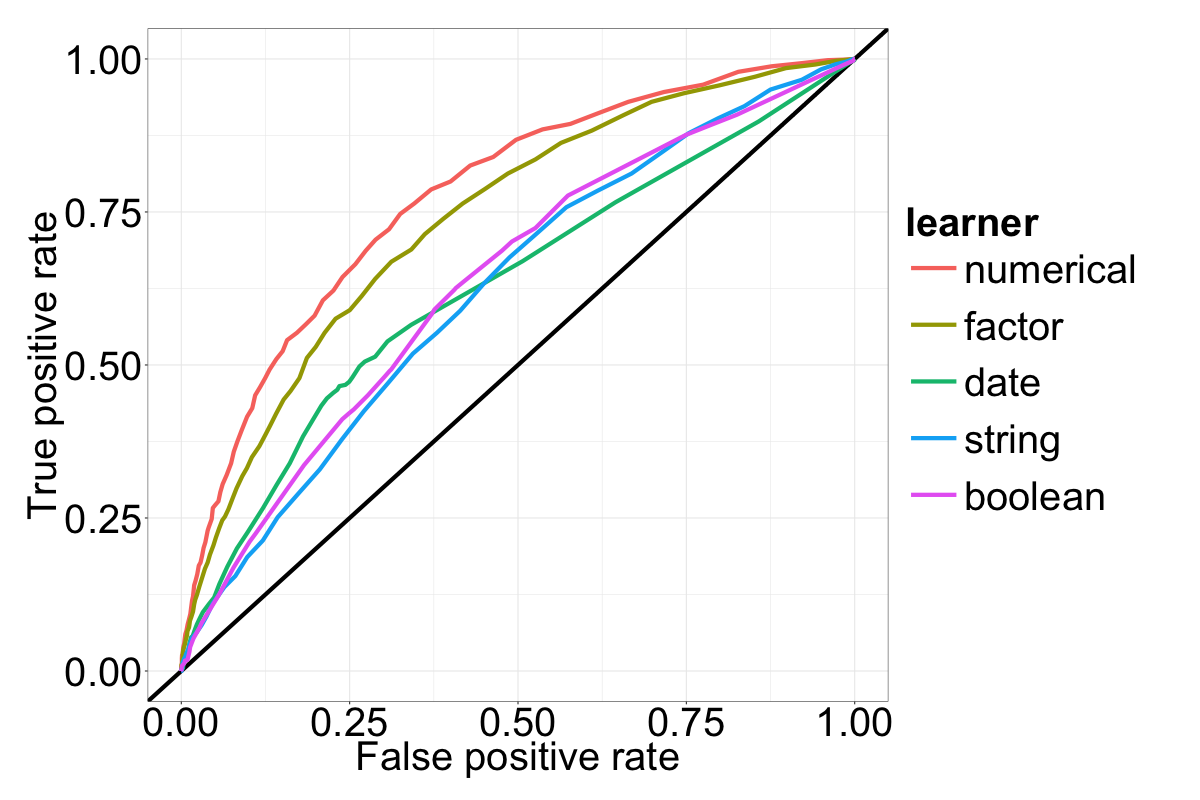 True positive rate
1.00
0.75
0.50
0.25
0.00
0.00 0.25 0.50 0.75 1.00
False positive rate
learner
numerical
factor
date
string
boolean